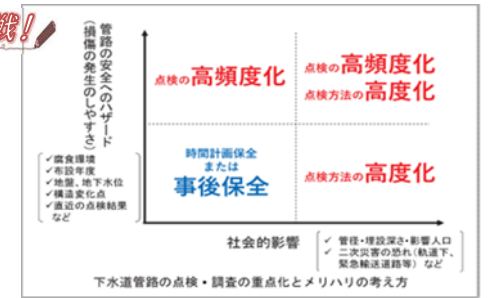 戦!
管路の安全へのハザード
(損傷の発生のしやすさ)
✓腐食環境
✓布設年度
✓地盤、地下水位
✓構造変化点
✓直近の点検結果
など
点検の高頻度化
点検の高頻度化
点検方法の高度化
時間計画保全
または
事後保全
点検方法の高度化
社会的影響
✓ 管径・埋設深さ・影響人口
✓ 二次災害の恐れ(軌道下、
緊急輸送道路等) など
下水道管路の点検・調査の重点化とメリハリの考え方